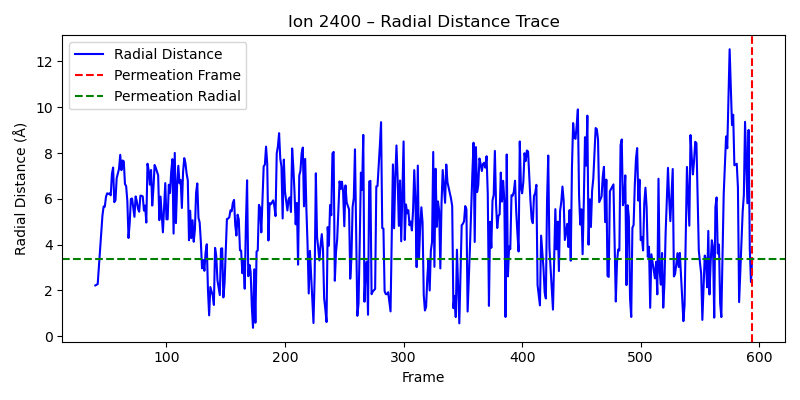 Ion 2400 – Radial Distance Trace
Radial Distance
Permeation Frame
Permeation Radial
Radial Distance (Å)
12
10
8
6
4
2
0
100 200 300 400 500 600
Frame